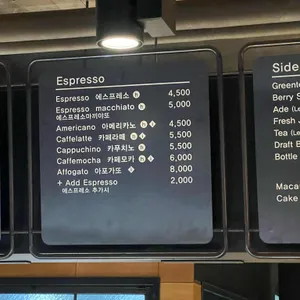 Espresso
Espresso 에스프레소 h 4,500
Espresso macchiato h 5,000
에스프레소마끼아또
Americano 아메리카노 h i 4,500
Caffelatte 카페라떼 h i 5,500
Cappuchino 카푸치노 h i 5,500
Caffemocha 카페모카 h i 6,000
Affogato 아포가또 i 8,000
+ Add Espresso 2,000
에스프레소 추가시
Side
Berry
Ade
Fresh
Tea
Draft
Bottle
Cake